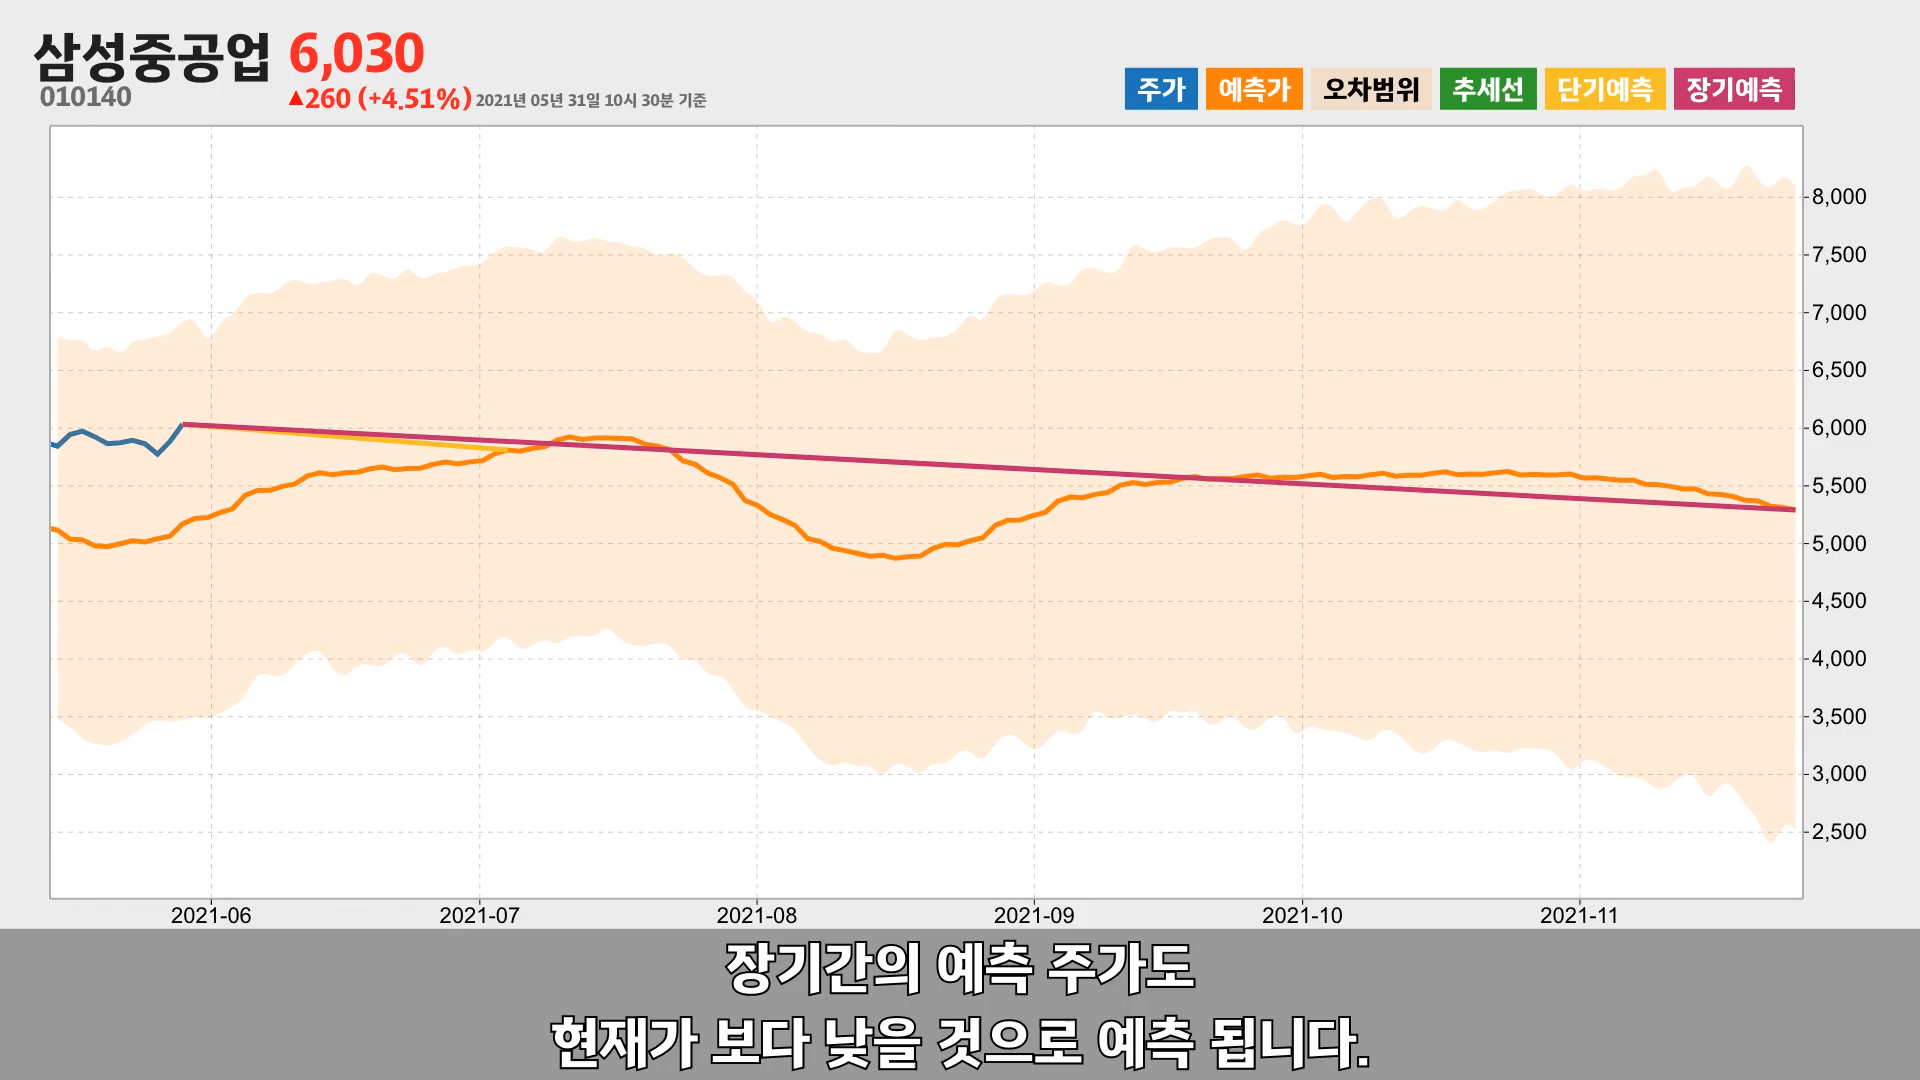 삼성중공업 6,030
010140 ▲260 (+4.51%) 2021년 05년 31일 10시 30분 기준
주가 예측가 오차범위 추세선 단기예측 장기예측
8,000
7,500
7,000
6,500
6,000
5,500
5,000
4,500
4,000
3,500
3,000
2,500
2021-06 2021-07 2021-08 2021-09 2021-10 2021-11
장기간의 예측 주가도
현재가 보다 낮을 것으로 예측 됩니다.